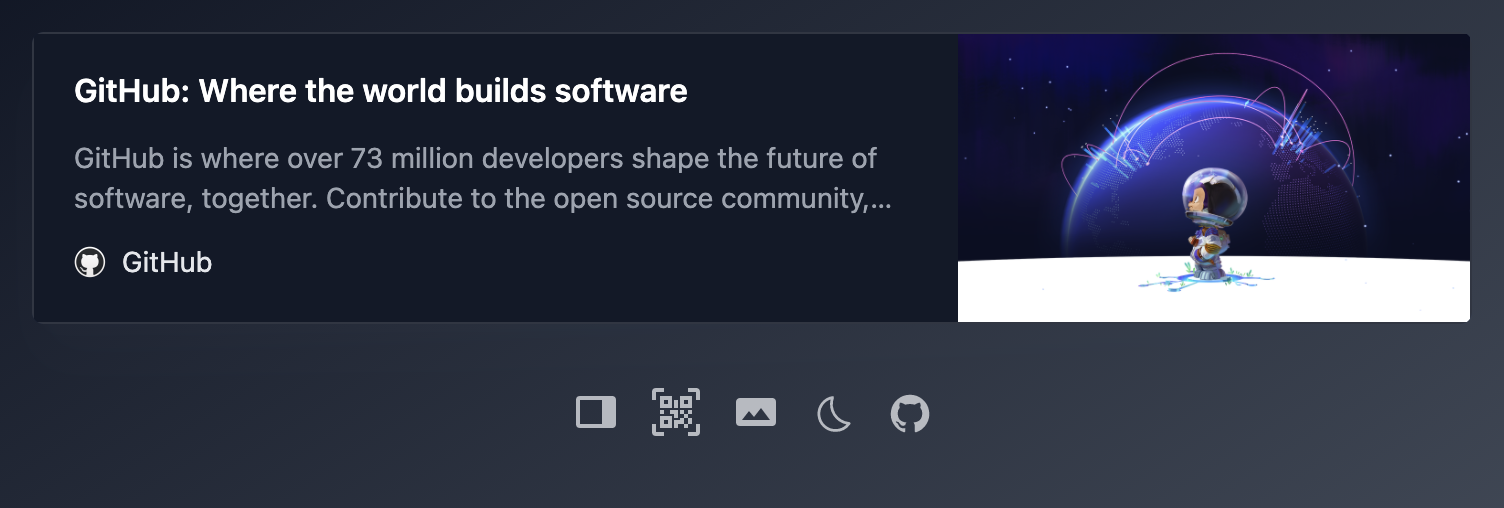 GitHub: Where the world builds software
GitHub is where over 73 million developers shape the future of
software, together. Contribute to the open source community,...
GitHub